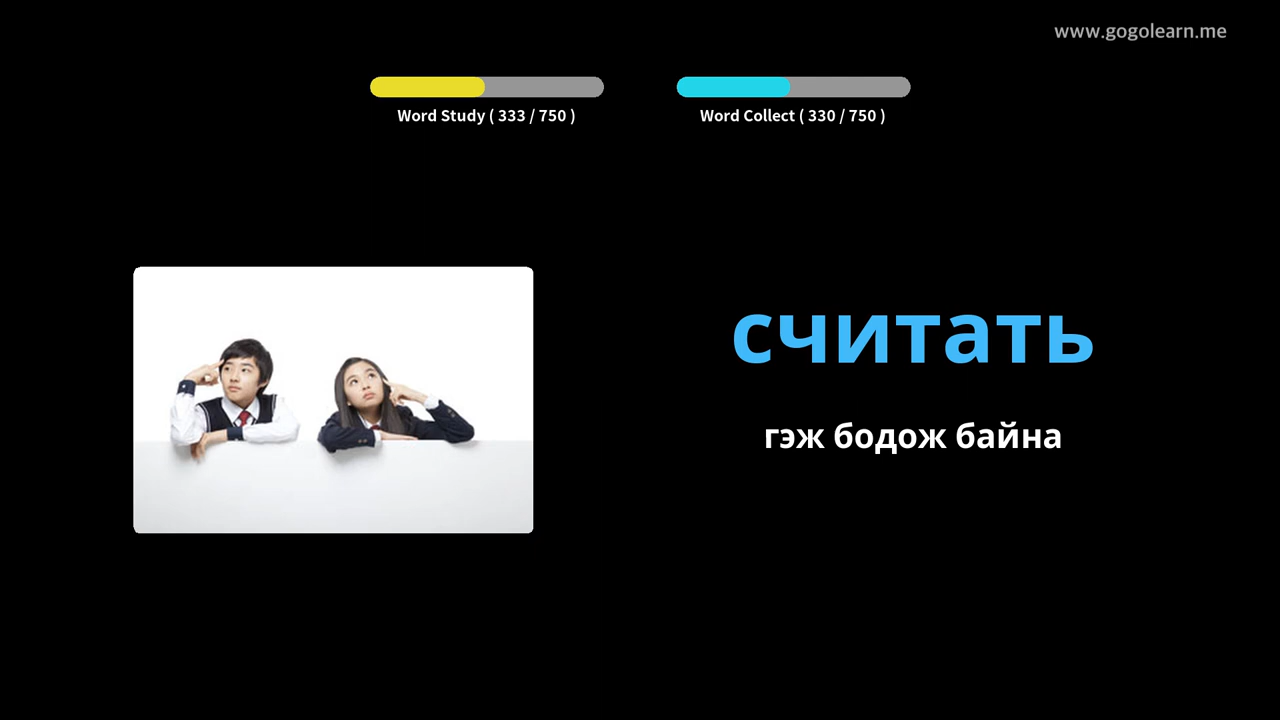 www.gogolearn.me
Word Study ( 333 / 750 )
Word Collect ( 330 / 750 )
считать
гэж бодож байна